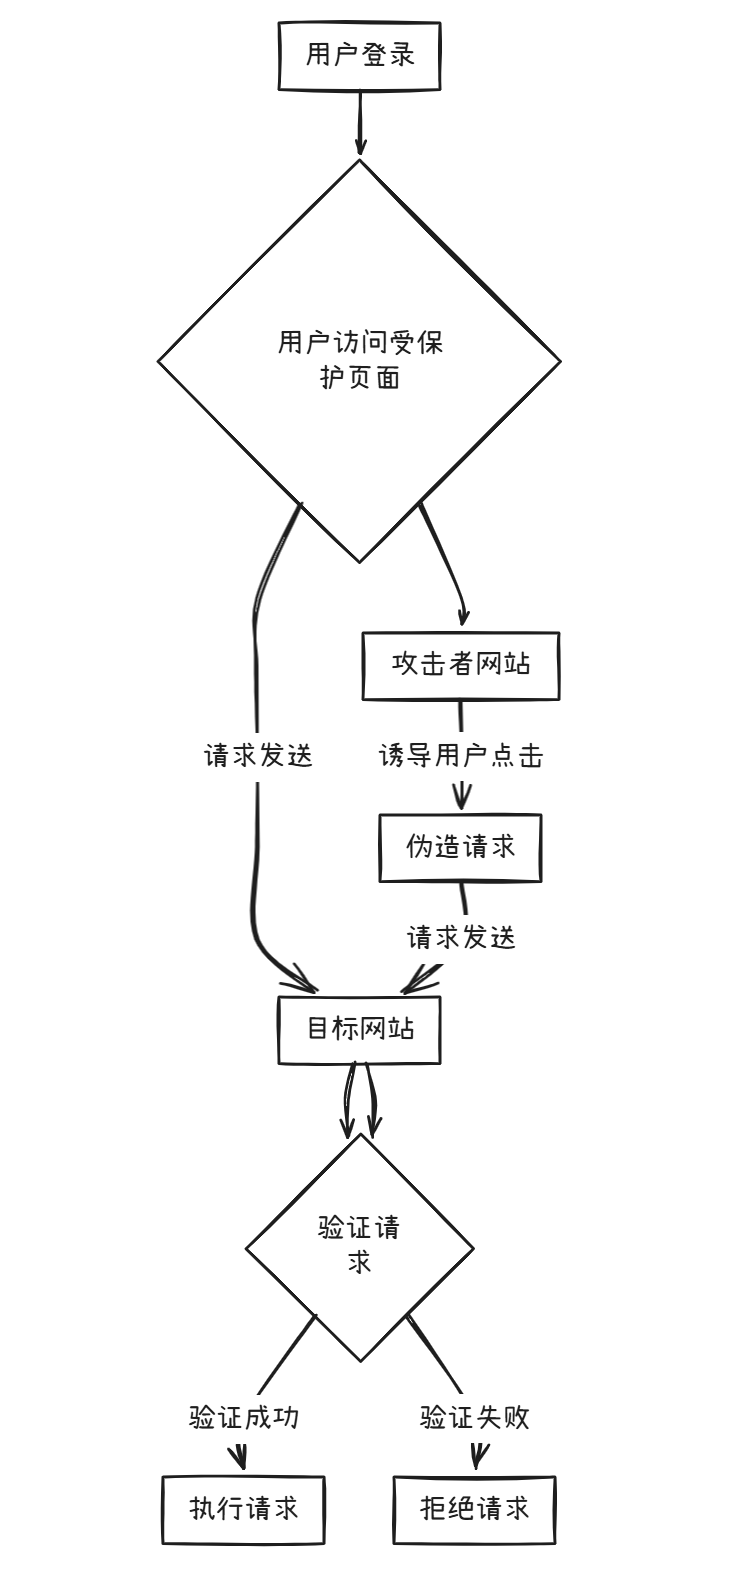 用户登录
用户访问受保
护页面
攻击者网站
请求发送
诱导用户点击
伪造请求
请求发送
目标网站
验证请
求
验证成功
验证失败
执行请求
拒绝请求